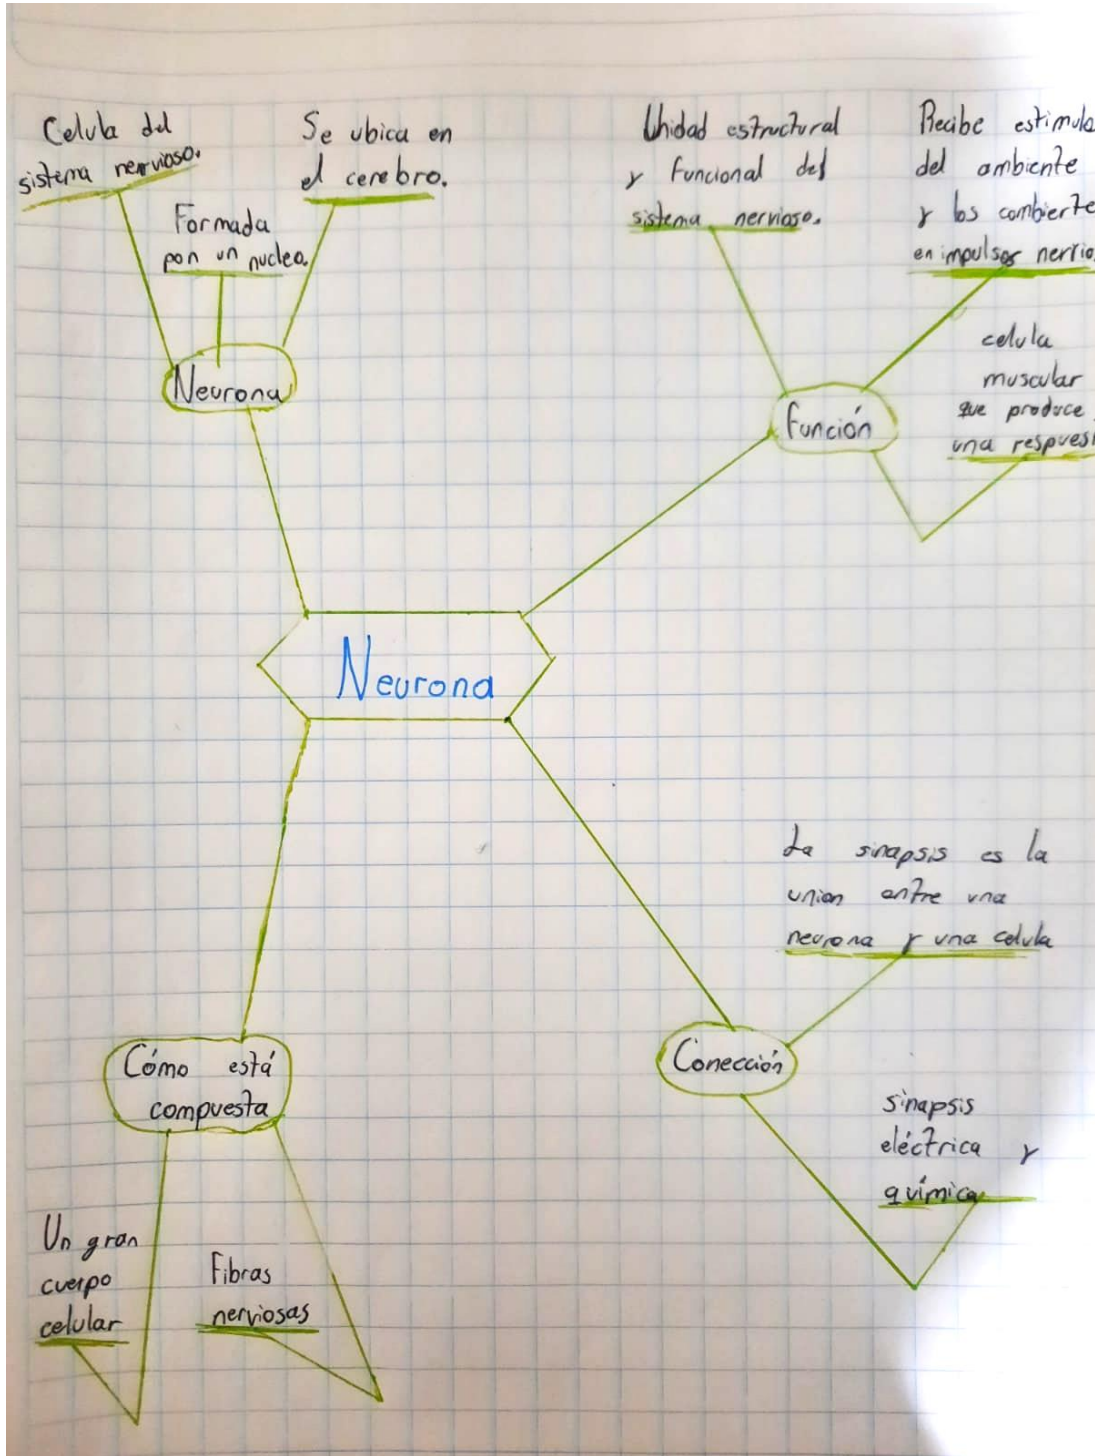 Celula del
sistema nervioso.
Formada
por un nucleo.
Se ubica en
el cerebro.
Neurona
Unidad estructural
y funcional del
sistema nervioso.
Recibe estimulo
del ambiente
y los combierte
en impulsos nervio
celula
muscular
que produce
una respues
Función
Neurona
La sinapsis es la
union entre una
neurona y una celula
Conección
sinapsis
eléctrica y
química
Cómo está
compuesta
Un gran
cuerpo
celular
Fibras
nerviosas